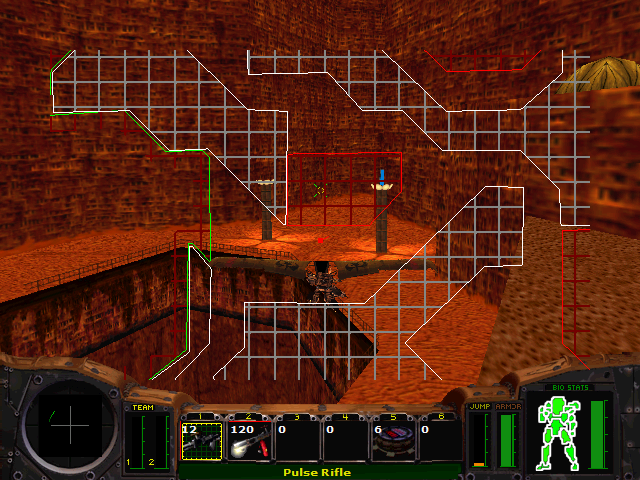 BIO STATS
TEAM
1 2 3 4 5 6
JUMP ARMOR
12 120 0 0 6 0
1 2
Pulse Rifle